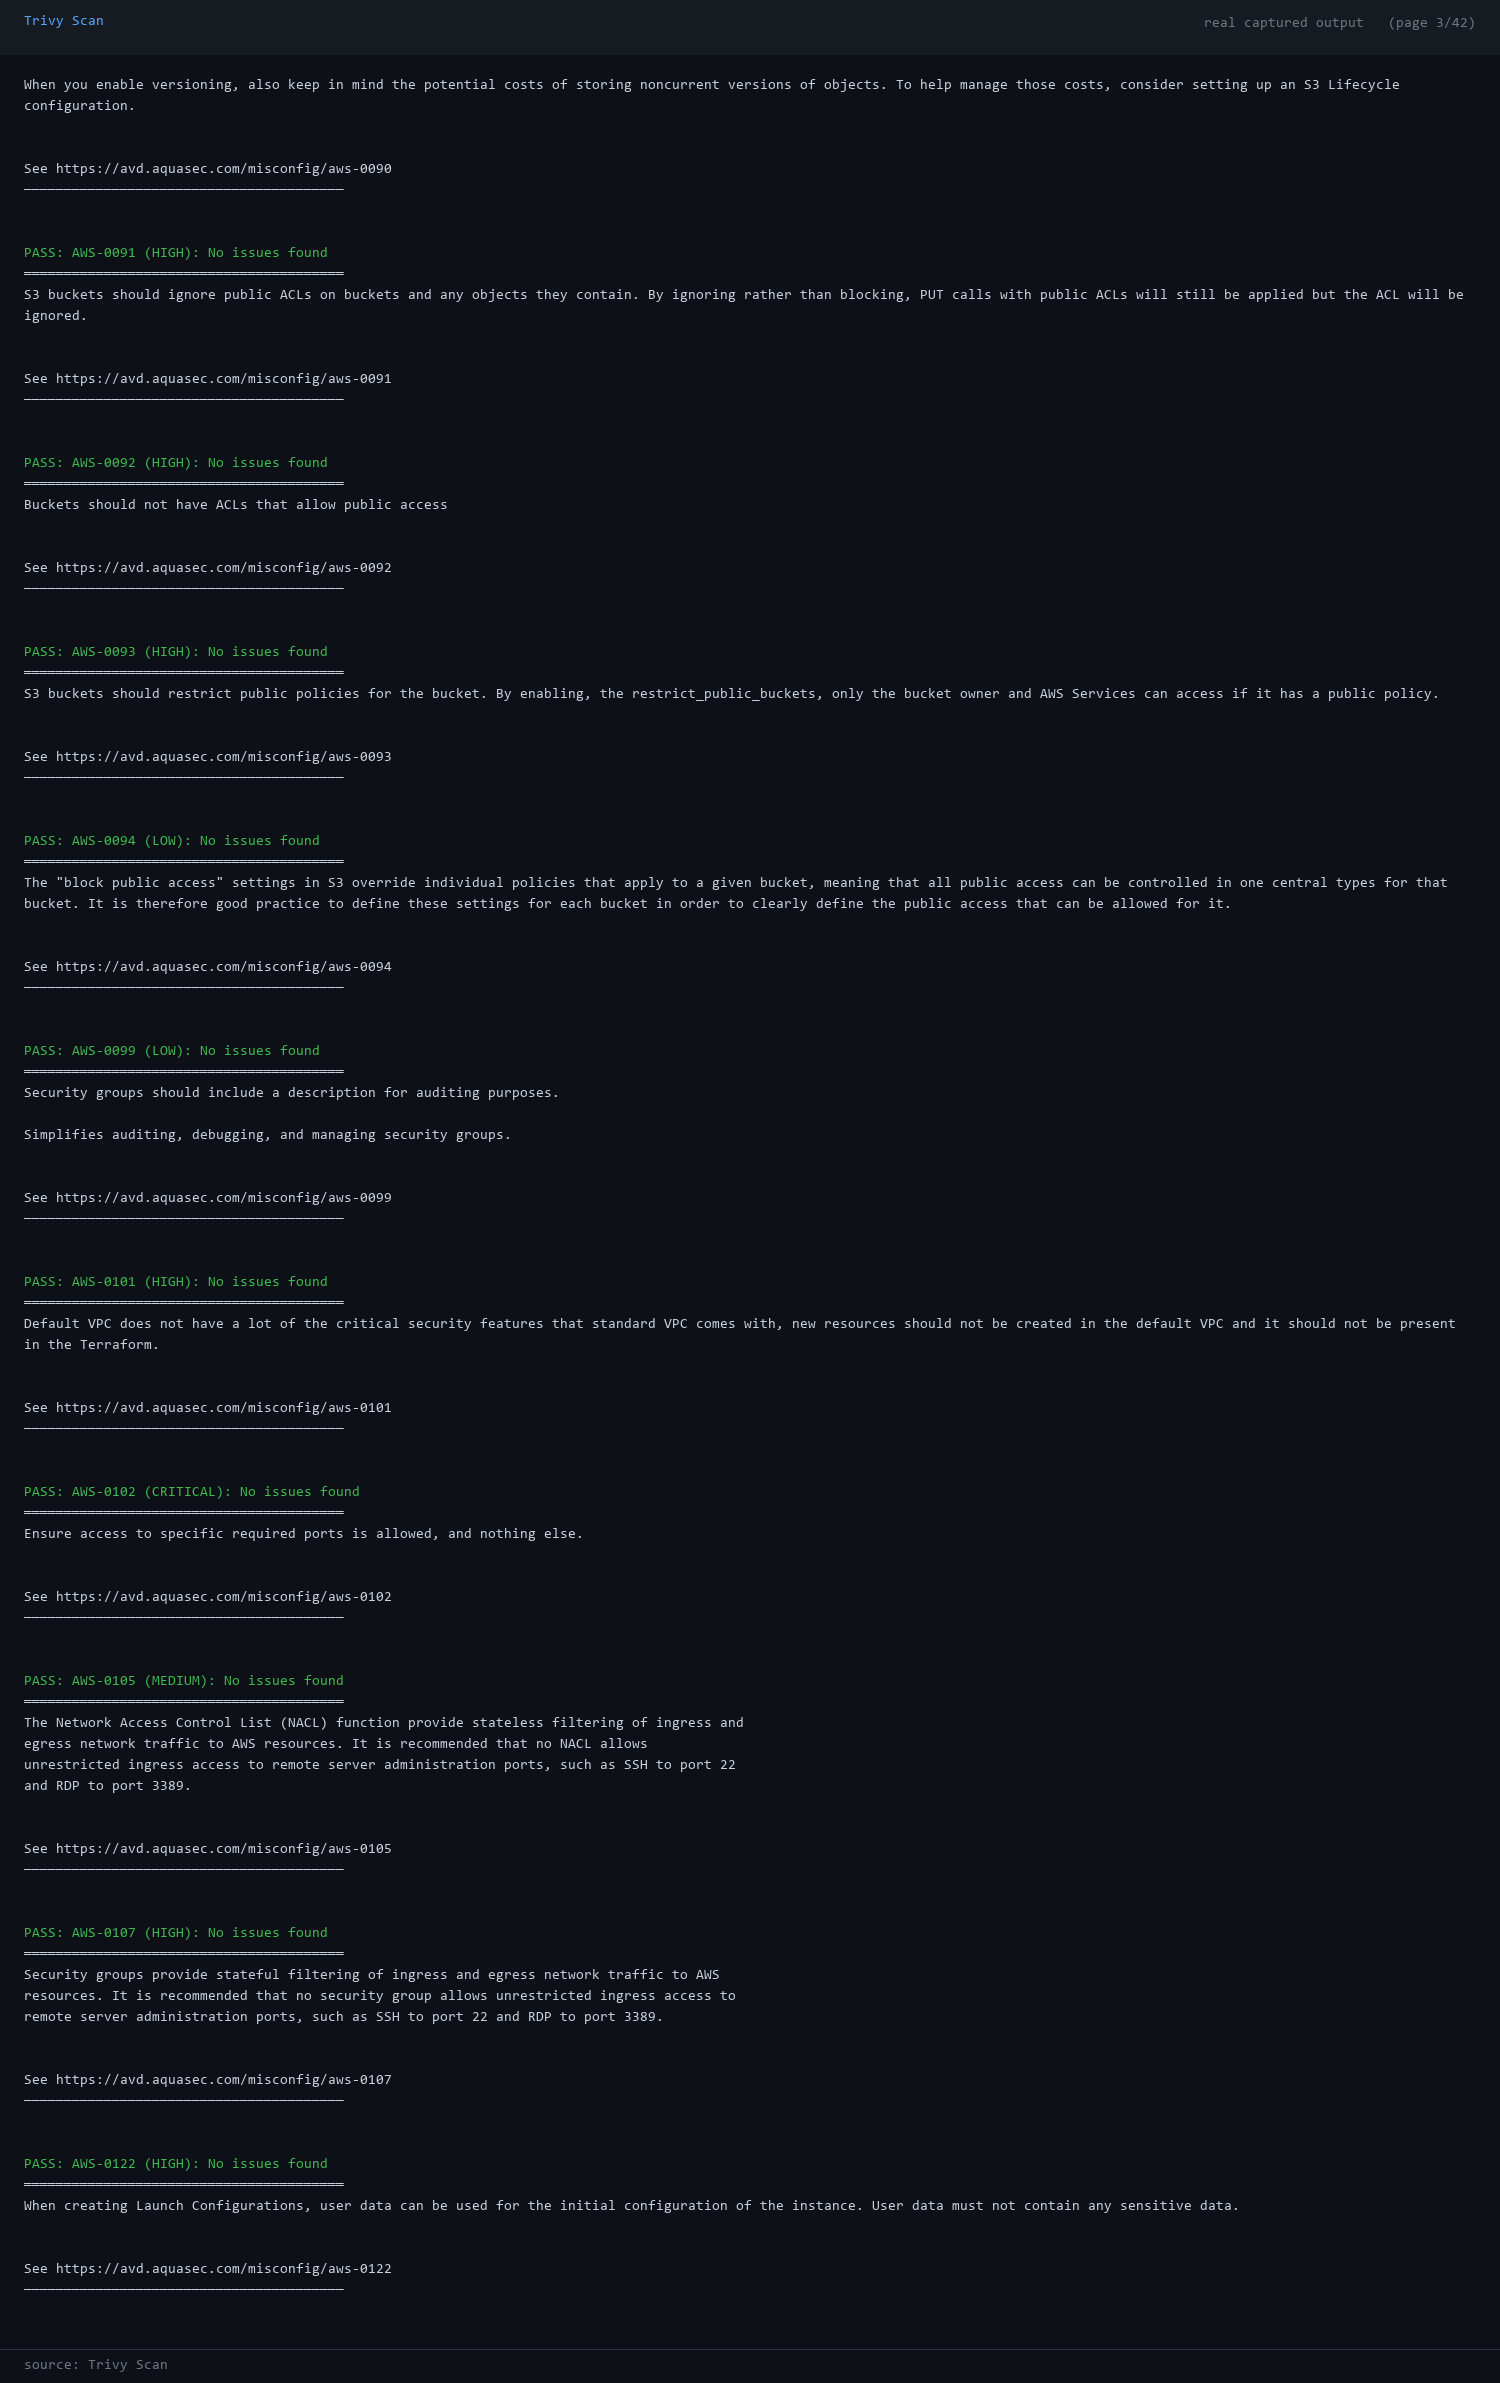 Trivy Scan
real captured output   (page 3/42)
When you enable versioning, also keep in mind the potential costs of storing noncurrent versions of objects. To help manage those costs, consider setting up an S3 Lifecycle
configuration.
See https://avd.aquasec.com/misconfig/aws-0090
────────────────────────────────────────
PASS: AWS-0091 (HIGH): No issues found
════════════════════════════════════════
S3 buckets should ignore public ACLs on buckets and any objects they contain. By ignoring rather than blocking, PUT calls with public ACLs will still be applied but the ACL will be
ignored.
See https://avd.aquasec.com/misconfig/aws-0091
────────────────────────────────────────
PASS: AWS-0092 (HIGH): No issues found
════════════════════════════════════════
Buckets should not have ACLs that allow public access
See https://avd.aquasec.com/misconfig/aws-0092
────────────────────────────────────────
PASS: AWS-0093 (HIGH): No issues found
════════════════════════════════════════
S3 buckets should restrict public policies for the bucket. By enabling, the restrict_public_buckets, only the bucket owner and AWS Services can access if it has a public policy.
See https://avd.aquasec.com/misconfig/aws-0093
────────────────────────────────────────
PASS: AWS-0094 (LOW): No issues found
════════════════════════════════════════
The "block public access" settings in S3 override individual policies that apply to a given bucket, meaning that all public access can be controlled in one central types for that
bucket. It is therefore good practice to define these settings for each bucket in order to clearly define the public access that can be allowed for it.
See https://avd.aquasec.com/misconfig/aws-0094
────────────────────────────────────────
PASS: AWS-0099 (LOW): No issues found
════════════════════════════════════════
Security groups should include a description for auditing purposes.
Simplifies auditing, debugging, and managing security groups.
See https://avd.aquasec.com/misconfig/aws-0099
────────────────────────────────────────
PASS: AWS-0101 (HIGH): No issues found
════════════════════════════════════════
Default VPC does not have a lot of the critical security features that standard VPC comes with, new resources should not be created in the default VPC and it should not be present
in the Terraform.
See https://avd.aquasec.com/misconfig/aws-0101
────────────────────────────────────────
PASS: AWS-0102 (CRITICAL): No issues found
════════════════════════════════════════
Ensure access to specific required ports is allowed, and nothing else.
See https://avd.aquasec.com/misconfig/aws-0102
────────────────────────────────────────
PASS: AWS-0105 (MEDIUM): No issues found
════════════════════════════════════════
The Network Access Control List (NACL) function provide stateless filtering of ingress and
egress network traffic to AWS resources. It is recommended that no NACL allows
unrestricted ingress access to remote server administration ports, such as SSH to port 22
and RDP to port 3389.
See https://avd.aquasec.com/misconfig/aws-0105
────────────────────────────────────────
PASS: AWS-0107 (HIGH): No issues found
════════════════════════════════════════
Security groups provide stateful filtering of ingress and egress network traffic to AWS
resources. It is recommended that no security group allows unrestricted ingress access to
remote server administration ports, such as SSH to port 22 and RDP to port 3389.
See https://avd.aquasec.com/misconfig/aws-0107
────────────────────────────────────────
PASS: AWS-0122 (HIGH): No issues found
════════════════════════════════════════
When creating Launch Configurations, user data can be used for the initial configuration of the instance. User data must not contain any sensitive data.
See https://avd.aquasec.com/misconfig/aws-0122
────────────────────────────────────────
source: Trivy Scan